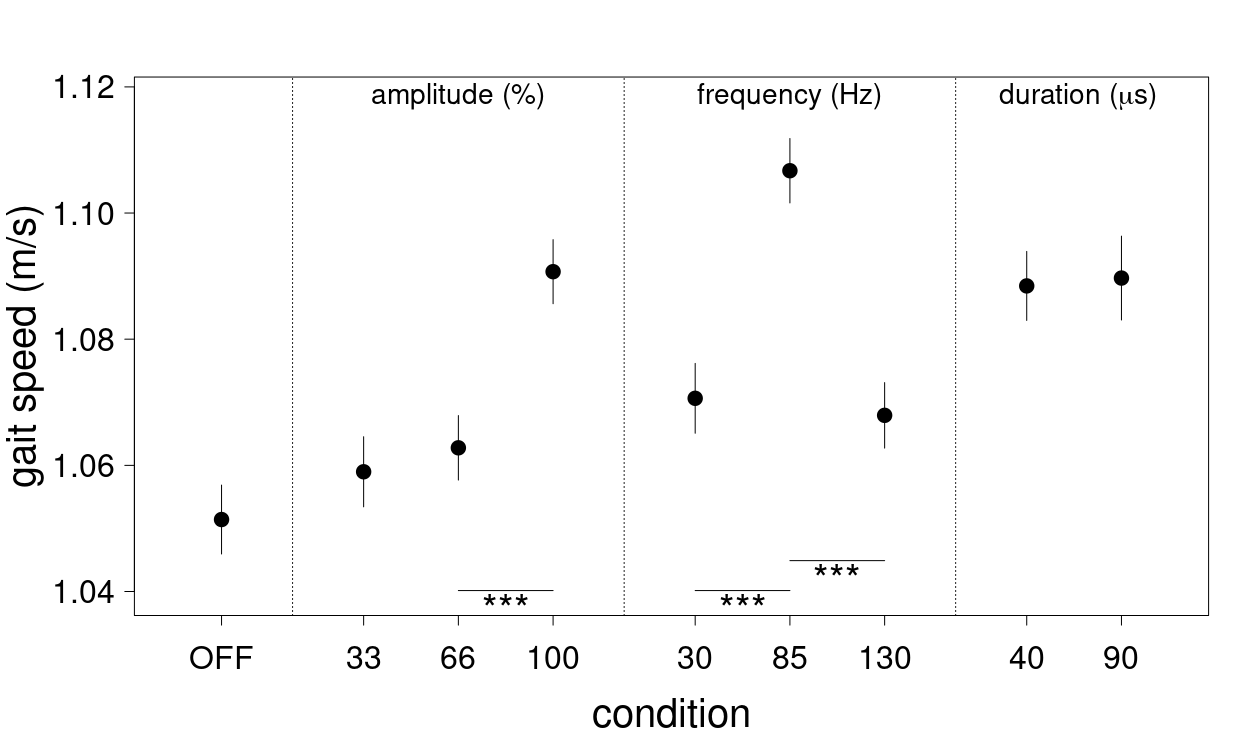 amplitude (%) frequency (Hz) duration (μs)
1.12
1.10
1.08
1.06
1.04
gait speed (m/s)
***
*** ***
OFF 33 66 100 30 85 130 40 90
condition